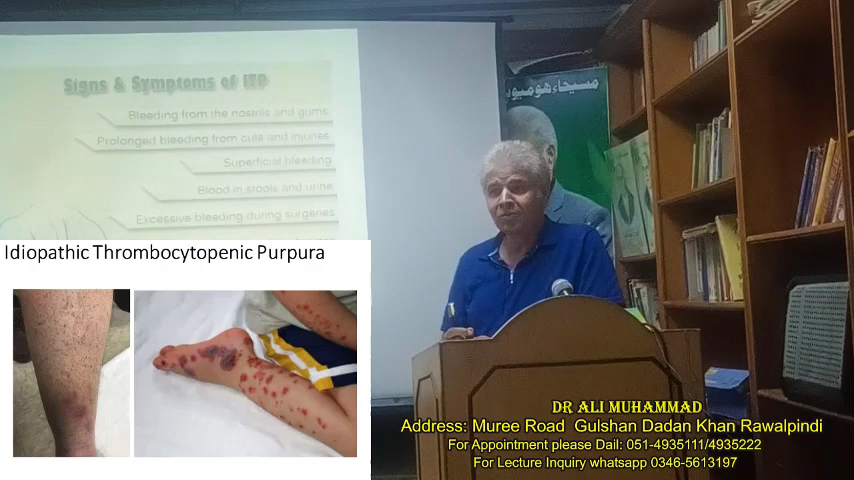 Signs & Symptoms of ITP
Bleeding from the nostrils and gums
Prolonged bleeding from cuts and injuries
Superficial bleeding
Blood in stools and urine
Excessive bleeding during surgeries
مسیحاء ہومیو
Idiopathic Thrombocytopenic Purpura
DR ALI MUHAMMAD
Address: Muree Road Gulshan Dadan Khan Rawalpindi
For Appointment please Dail: 051-4935111/4935222
For Lecture Inquiry whatsapp 0346-5613197